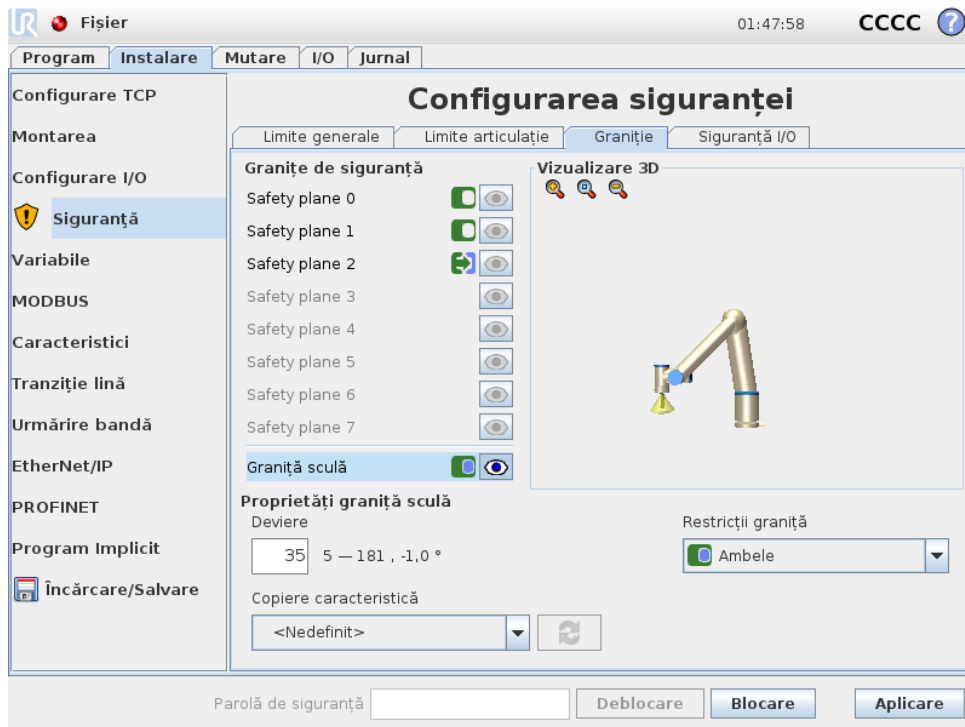 UR Fișier 01:47:58 CCCC ?
Program Instalare Mutare I/O Jurnal
Configurare TCP
Montarea
Configurare I/O
Siguranță
Variabile
MODBUS
Caracteristici
Tranziție lină
Urmărire bandă
EtherNet/IP
PROFINET
Program Implicit
Încărcare/Salvare
Configurarea siguranței
Limite generale Limite articulație Graniție Siguranță I/O
Granițe de siguranță
Safety plane 0
Safety plane 1
Safety plane 2
Safety plane 3
Safety plane 4
Safety plane 5
Safety plane 6
Safety plane 7
Graniță sculă
Vizualizare 3D
Proprietăți graniță sculă
Deviere
35 5 — 181 , -1,0 °
Restricții graniță
Ambele
Copiere caracteristică
<Nedefinit>
Parolă de siguranță Deblocare Blocare Aplicare